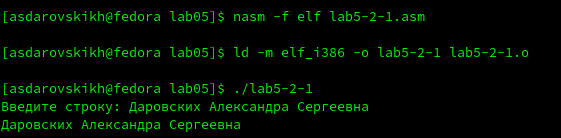 [asdarovskikh@fedora lab05]$ nasm -f elf lab5-2-1.asm
[asdarovskikh@fedora lab05]$ ld -m elf_i386 -o lab5-2-1 lab5-2-1.o
[asdarovskikh@fedora lab05]$ ./lab5-2-1
Введите строку: Даровских Александра Сергеевна
Даровских Александра Сергеевна